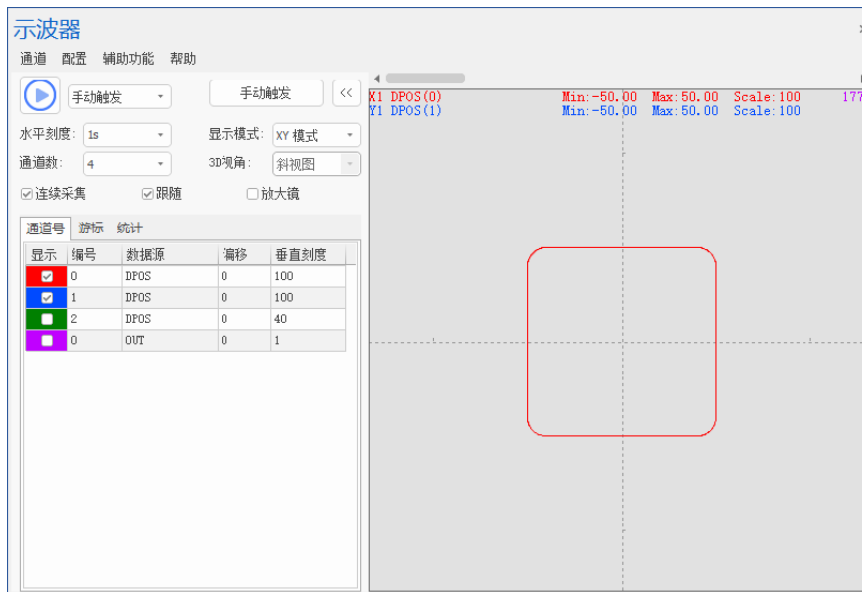 示波器
通道 配置 辅助功能 帮助
手动触发 手动触发 <<
水平刻度: 1s 显示模式: XY 模式
通道数: 4 3D视角: 斜视图
连续采集 跟随 放大镜
通道号 游标 统计
显示 编号 数据源 偏移 垂直刻度
0 DPOS 0 100
1 DPOS 0 100
2 DPOS 0 40
0 OUT 0 1
X1 DPOS(0) Min:-50.00 Max:50.00 Scale:100 177
Y1 DPOS(1) Min:-50.00 Max:50.00 Scale:100